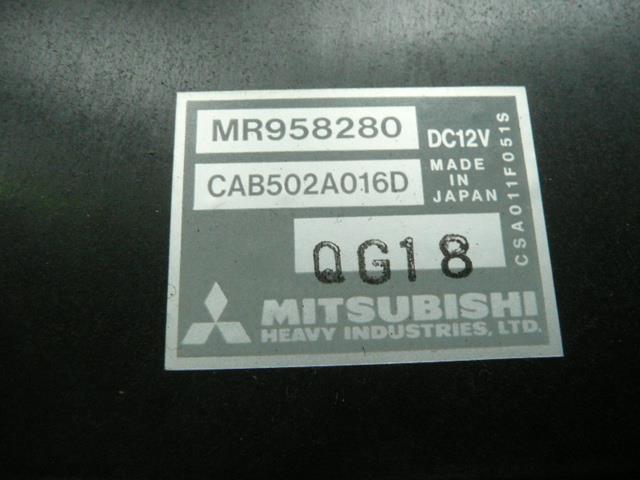 MR958280
DC12V
CAB502A016D
MADE
IN
JAPAN
CSA011F051S
QG18
MITSUBISHI
HEAVY INDUSTRIES, LTD.